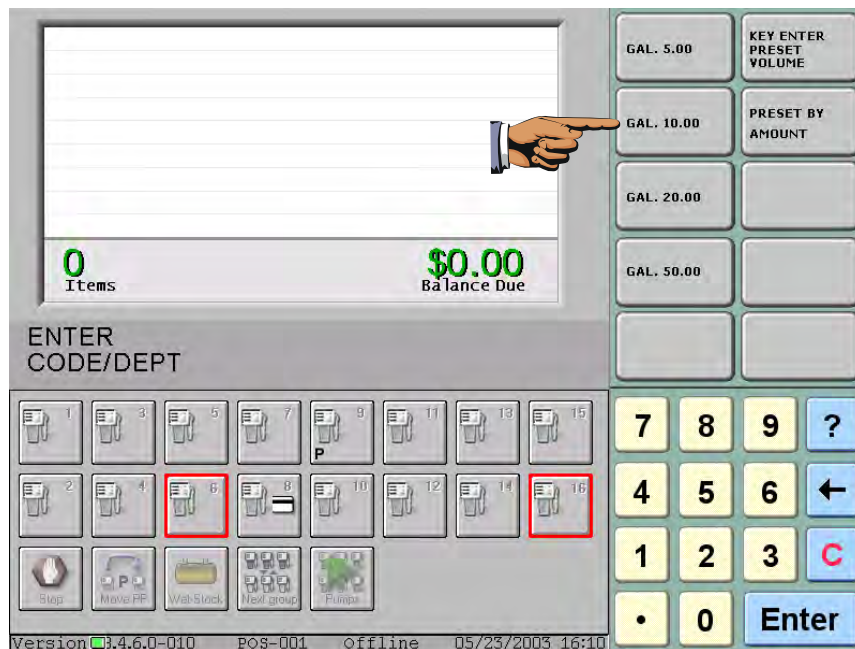 GAL. 5.00
KEY ENTER
PRESET
VOLUME
GAL. 10.00
PRESET BY
AMOUNT
GAL. 20.00
GAL. 50.00
0
Items
$0.00
Balance Due
ENTER
CODE/DEPT
1 3 5 7 9 11 13 15
P
2 4 6 8 10 12 14 16
Stop
P
Move PP
Wet-Stock
Next group
Pumps
7 8 9 ?
4 5 6 ←
1 2 3 C
• 0 Enter
Version 3.4.6.0-010 POS-001 Offline 05/23/2003 16:10